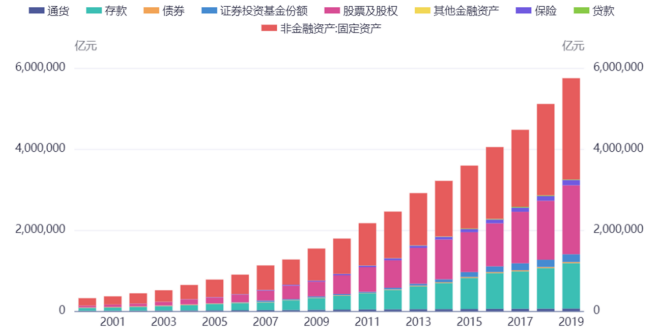 通货 存款 债券 证券投资基金份额 股票及股权 其他金融资产 保险 贷款
非金融资产:固定资产
亿元 亿元
6,000,000 6,000,000
4,000,000 4,000,000
2,000,000 2,000,000
0 0
2001 2003 2005 2007 2009 2011 2013 2015 2017 2019